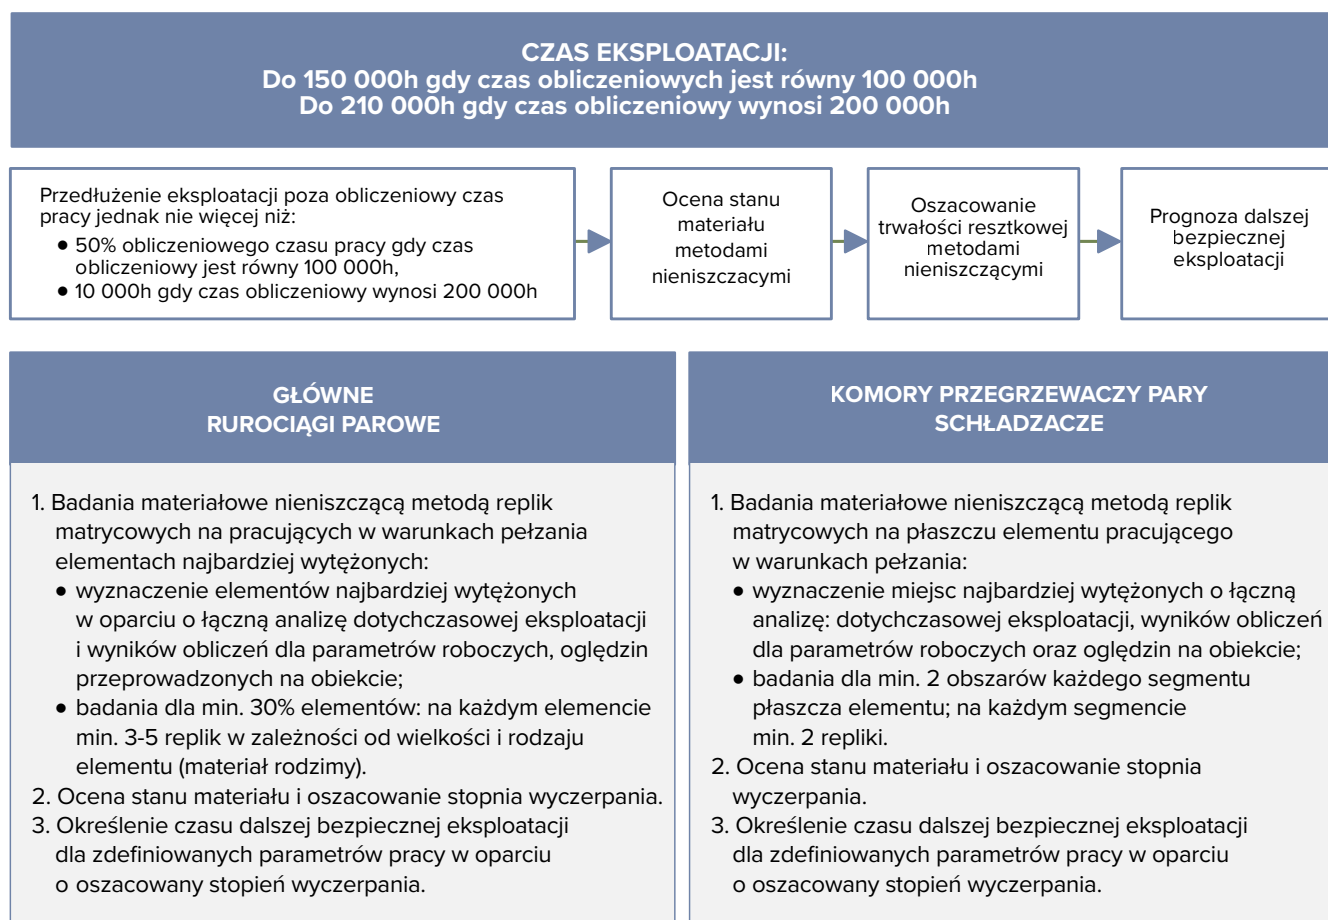 CZAS EKSPLOATACJI:
Do 150 000h gdy czas obliczeniowych jest równy 100 000h
Do 210 000h gdy czas obliczeniowy wynosi 200 000h
Przedłużenie eksploatacji poza obliczeniowy czas
pracy jednak nie więcej niż:
• 50% obliczeniowego czasu pracy gdy czas
obliczeniowy jest równy 100 000h,
• 10 000h gdy czas obliczeniowy wynosi 200 000h
Ocena stanu
materiału
metodami
nieniszczacymi
Oszacowanie
trwałości resztkowej
metodami
nieniszczącymi
Prognoza dalszej
bezpiecznej
eksploatacji
GŁÓWNE
RUROCIĄGI PAROWE
1. Badania materiałowe nieniszczącą metodą replik
matrycowych na pracujących w warunkach pełzania
elementach najbardziej wytężonych:
• wyznaczenie elementów najbardziej wytężonych
w oparciu o łączną analizę dotychczasowej eksploatacji
i wyników obliczeń dla parametrów roboczych, oględzin
przeprowadzonych na obiekcie;
• badania dla min. 30% elementów: na każdym elemencie
min. 3-5 replik w zależności od wielkości i rodzaju
elementu (materiał rodzimy).
2. Ocena stanu materiału i oszacowanie stopnia wyczerpania.
3. Określenie czasu dalszej bezpiecznej eksploatacji
dla zdefiniowanych parametrów pracy w oparciu
o oszacowany stopień wyczerpania.
KOMORY PRZEGRZEWACZY PARY
SCHŁADZACZE
1. Badania materiałowe nieniszczącą metodą replik
matrycowych na płaszczu elementu pracującego
w warunkach pełzania:
• wyznaczenie miejsc najbardziej wytężonych o łączną
analizę: dotychczasowej eksploatacji, wyników obliczeń
dla parametrów roboczych oraz oględzin na obiekcie;
• badania dla min. 2 obszarów każdego segmentu
płaszcza elementu; na każdym segmencie
min. 2 repliki.
2. Ocena stanu materiału i oszacowanie stopnia
wyczerpania.
3. Określenie czasu dalszej bezpiecznej eksploatacji
dla zdefiniowanych parametrów pracy w oparciu
o oszacowany stopień wyczerpania.